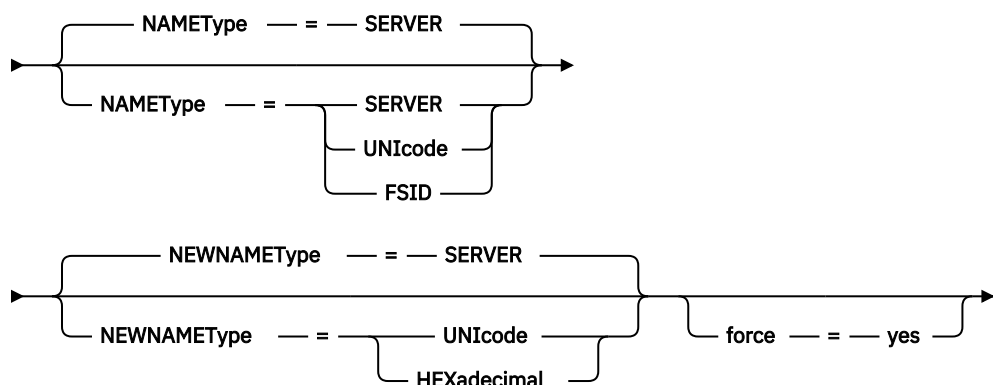 NAMEType = SERVER
NAMEType = SERVER
UNIcode
FSID
NEWNAMEType = SERVER
NEWNAMEType = UNIcode
HEXadecimal
force = yes